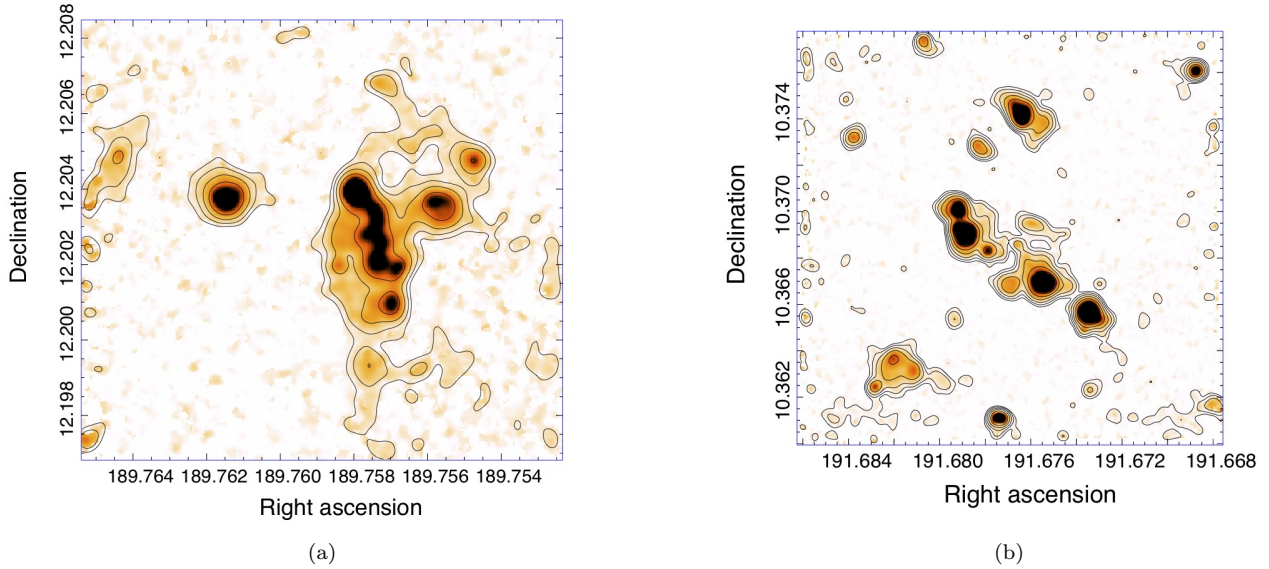 12.208
12.206
12.204
12.202
12.200
12.198
Declination
189.764 189.762 189.760 189.758 189.756 189.754
Right ascension
(a)
10.374
10.370
10.366
10.362
Declination
191.684 191.680 191.676 191.672 191.668
Right ascension
(b)